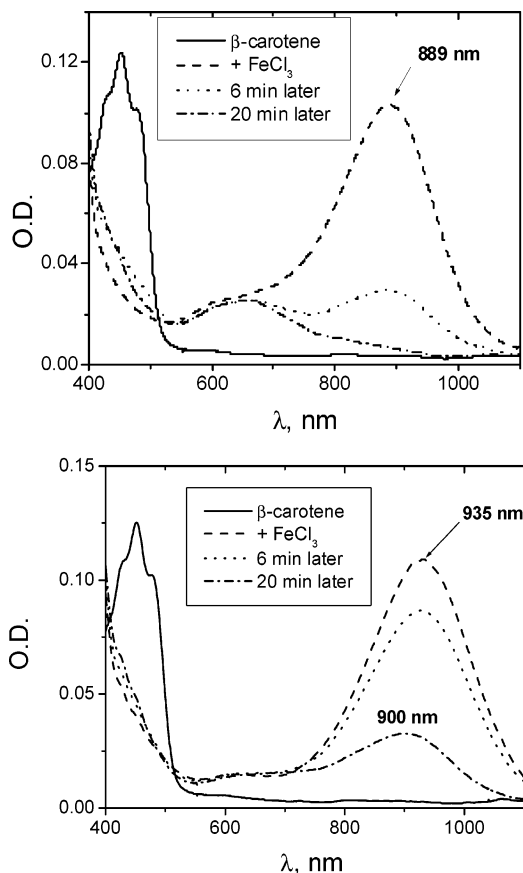 β-carotene
+ FeCl₃
6 min later
20 min later
889 nm
0.12
0.08
0.04
0.00
O.D.
400 600 800 1000
λ, nm
β-carotene
+ FeCl₃
6 min later
20 min later
935 nm
900 nm
0.15
0.10
0.05
0.00
O.D.
400 600 800 1000
λ, nm